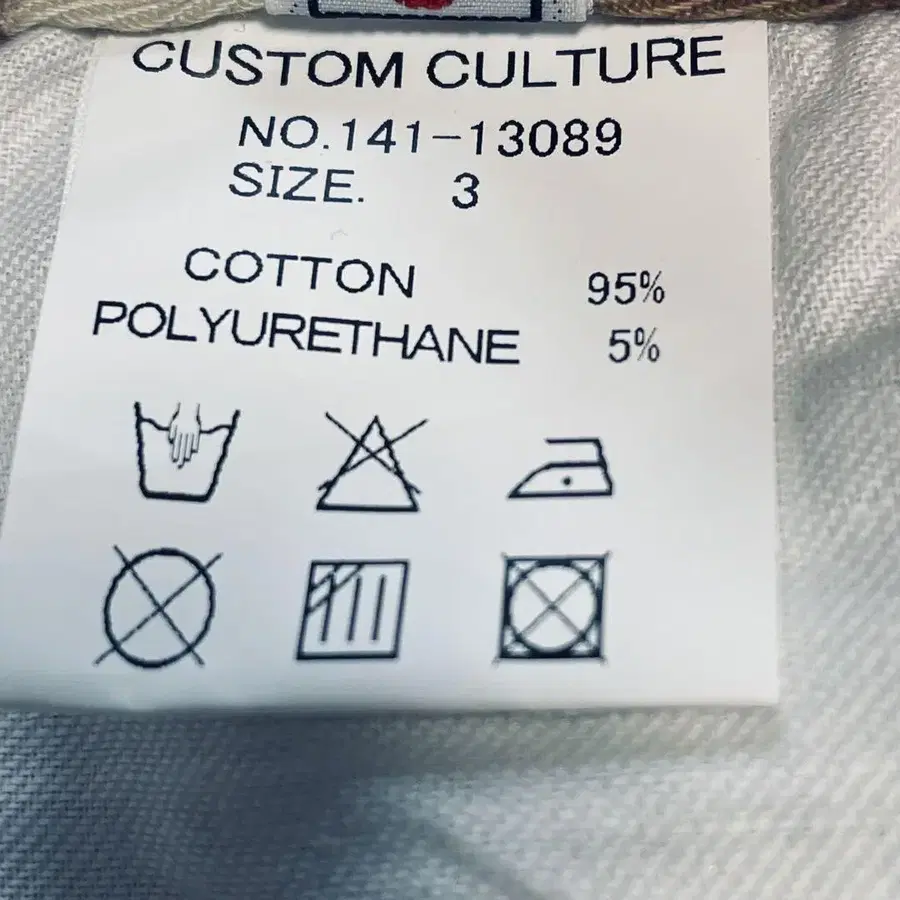 CUSTOM CULTURE
NO.141-13089
SIZE. 3
COTTON 95%
POLYURETHANE 5%